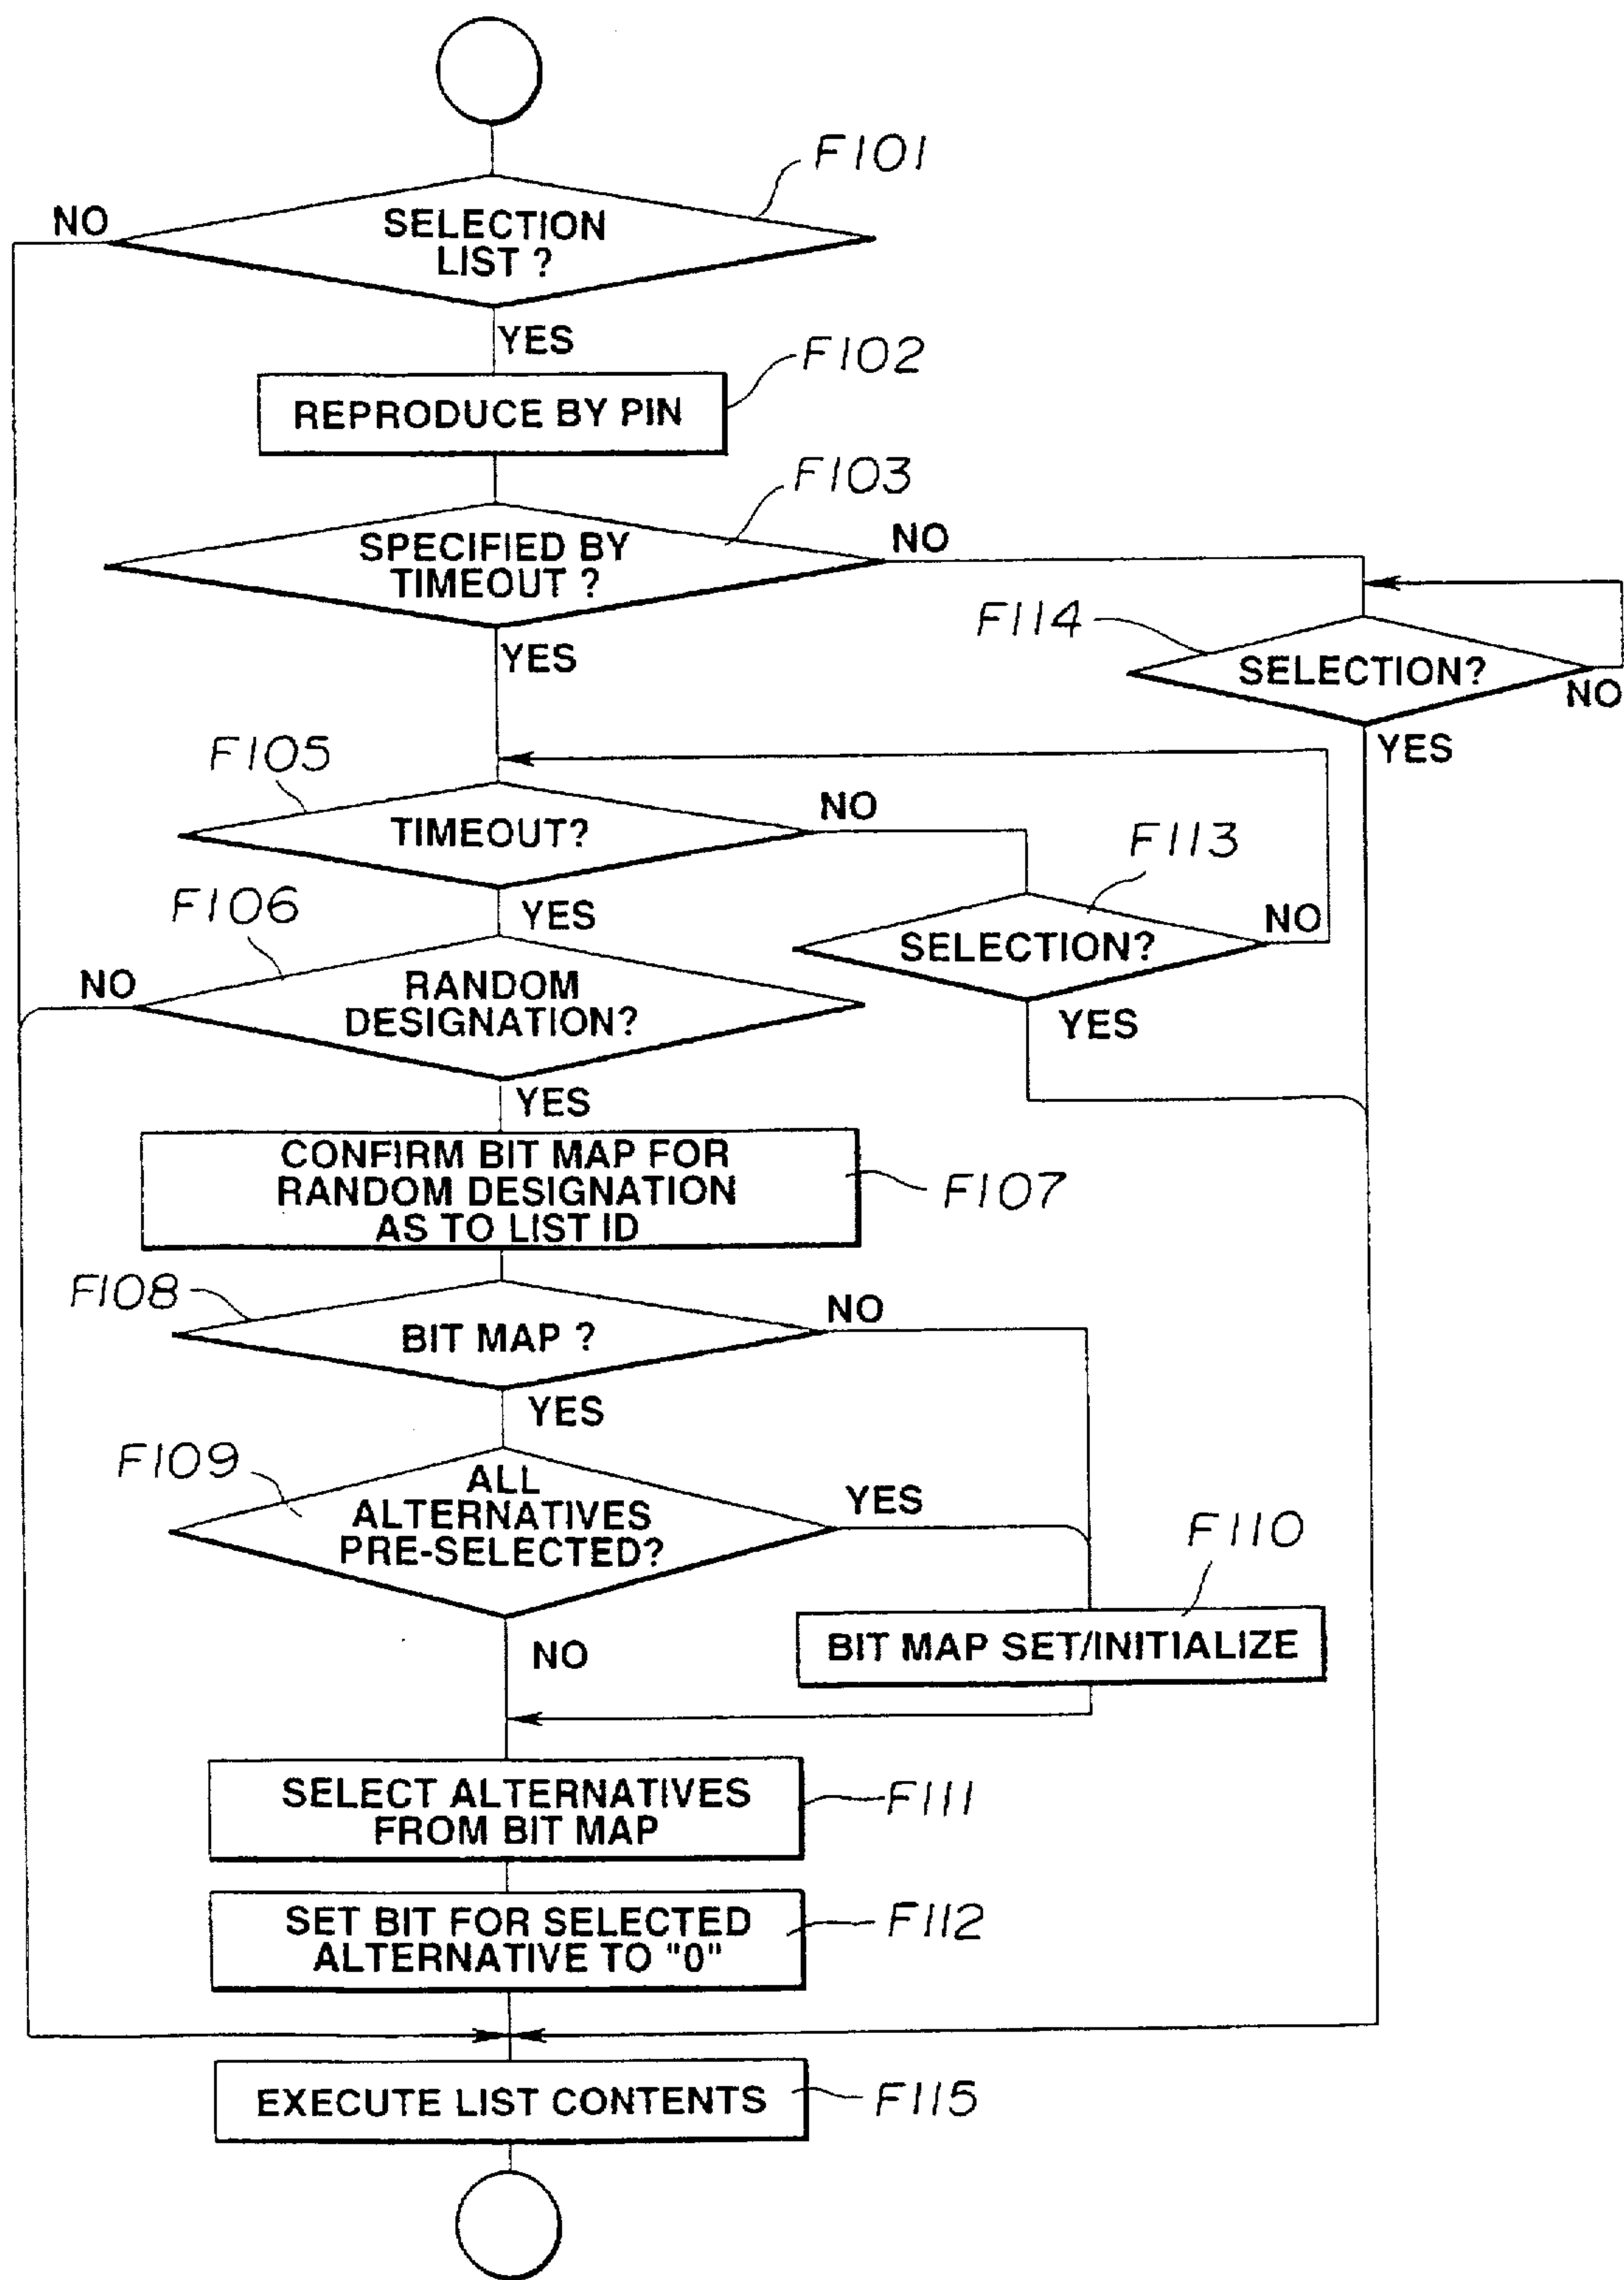 F101
NO
SELECTION
LIST ?
YES
F102
REPRODUCE BY PIN
F103
SPECIFIED BY
TIMEOUT ?
NO
YES
F114
SELECTION?
NO
YES
F105
TIMEOUT?
NO
F113
SELECTION?
NO
YES
YES
F106
NO
RANDOM
DESIGNATION?
YES
CONFIRM BIT MAP FOR
RANDOM DESIGNATION
AS TO LIST ID
F107
F108
BIT MAP ?
NO
YES
F109
ALL
ALTERNATIVES
PRE-SELECTED?
YES
F110
BIT MAP SET/INITIALIZE
NO
SELECT ALTERNATIVES
FROM BIT MAP
F111
SET BIT FOR SELECTED
ALTERNATIVE TO "0"
F112
EXECUTE LIST CONTENTS
F115